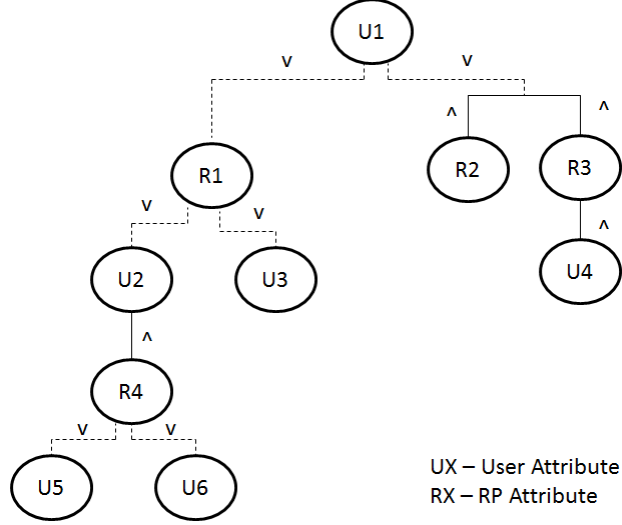 U1
v v
^ ^
R1 R2 R3
v v ^
U2 U3 U4
^
R4
v v
U5 U6
UX – User Attribute
RX – RP Attribute